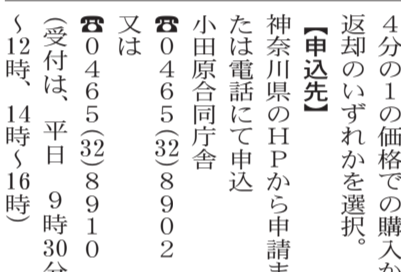 4分の1の価格での購入か
返却のいずれかを選択。
【申込先】
神奈川県のHPから申請ま
たは電話にて申込
小田原合同庁舎
☎0465(32)8902
又は
☎0465(32)8910
(受付は、平日　9時30分
～12時、14時～16時)